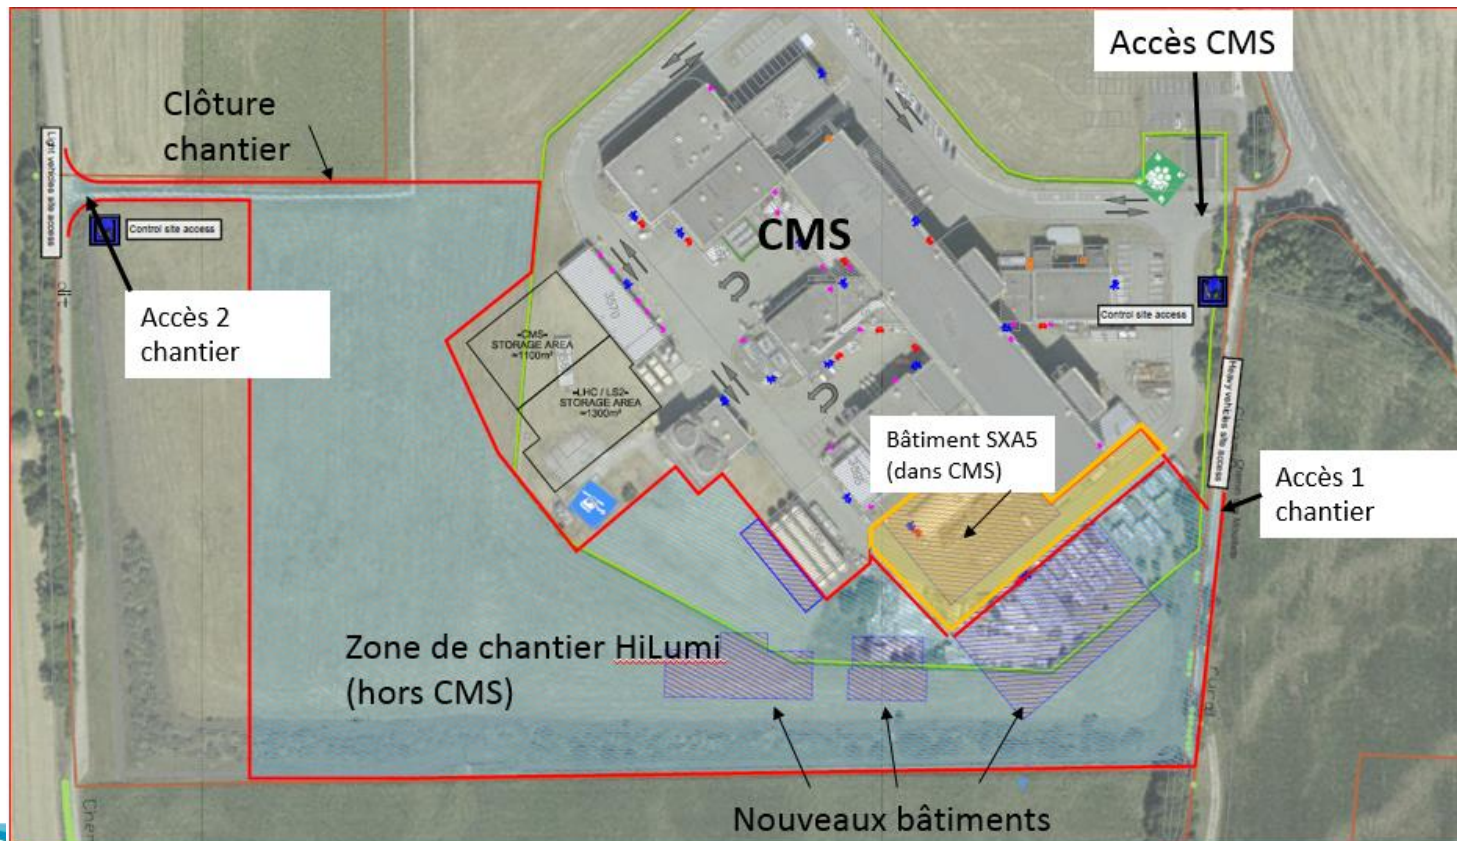 Accès CMS
Clôture
chantier
Light vehicles site access
Control site access
Accès 2
chantier
CMS
3570
-CMS-
STORAGE AREA
≈1100m²
-LHC / LS2-
STORAGE AREA
≈1300m²
Control site access
Heavy vehicles site access
Bâtiment SXA5
(dans CMS)
Accès 1
chantier
Zone de chantier HiLumi
(hors CMS)
Nouveaux bâtiments